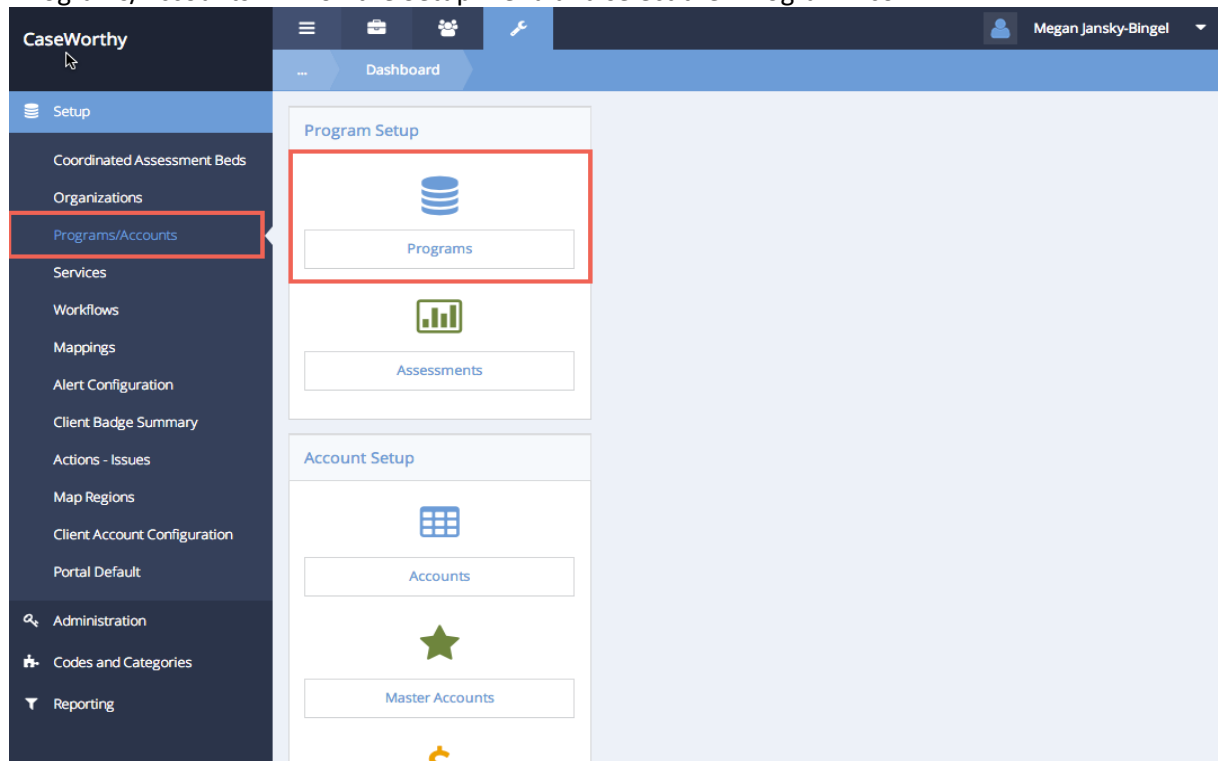 CaseWorthy
Megan Jansky-Bingel
...
Dashboard
Setup
Coordinated Assessment Beds
Organizations
Programs/Accounts
Services
Workflows
Mappings
Alert Configuration
Client Badge Summary
Actions - Issues
Map Regions
Client Account Configuration
Portal Default
Administration
Codes and Categories
Reporting
Program Setup
Programs
Assessments
Account Setup
Accounts
Master Accounts